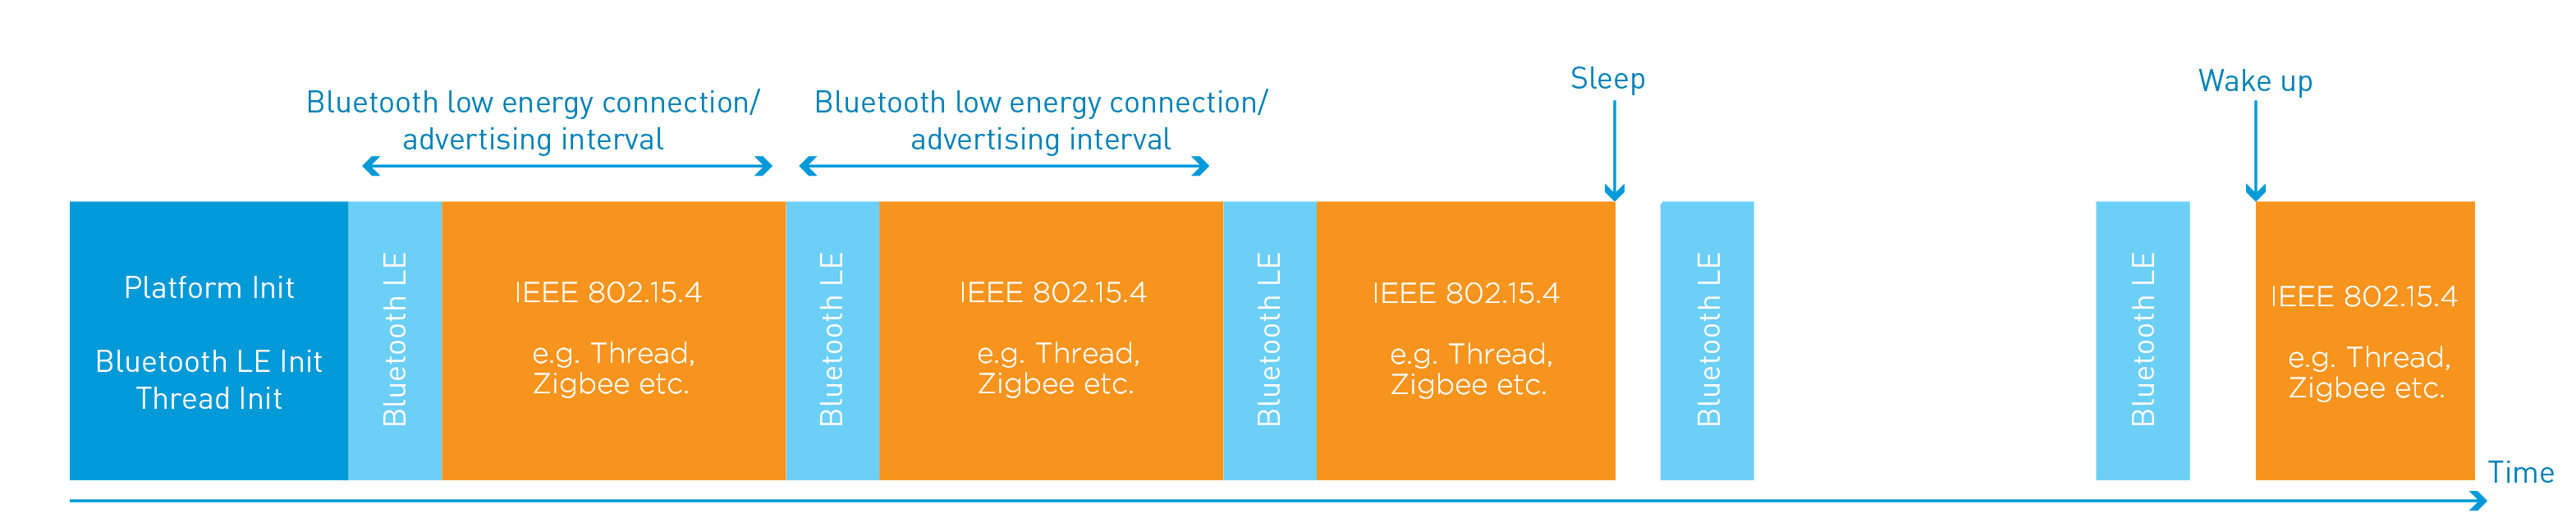 Bluetooth low energy connection/
advertising interval
Bluetooth low energy connection/
advertising interval
Sleep
Wake up
Platform Init
Bluetooth LE Init
Thread Init
Bluetooth LE
IEEE 802.15.4
e.g. Thread,
Zigbee etc.
Bluetooth LE
IEEE 802.15.4
e.g. Thread,
Zigbee etc.
Bluetooth LE
IEEE 802.15.4
e.g. Thread,
Zigbee etc.
Bluetooth LE
Bluetooth LE
IEEE 802.15.4
e.g. Thread,
Zigbee etc.
Time